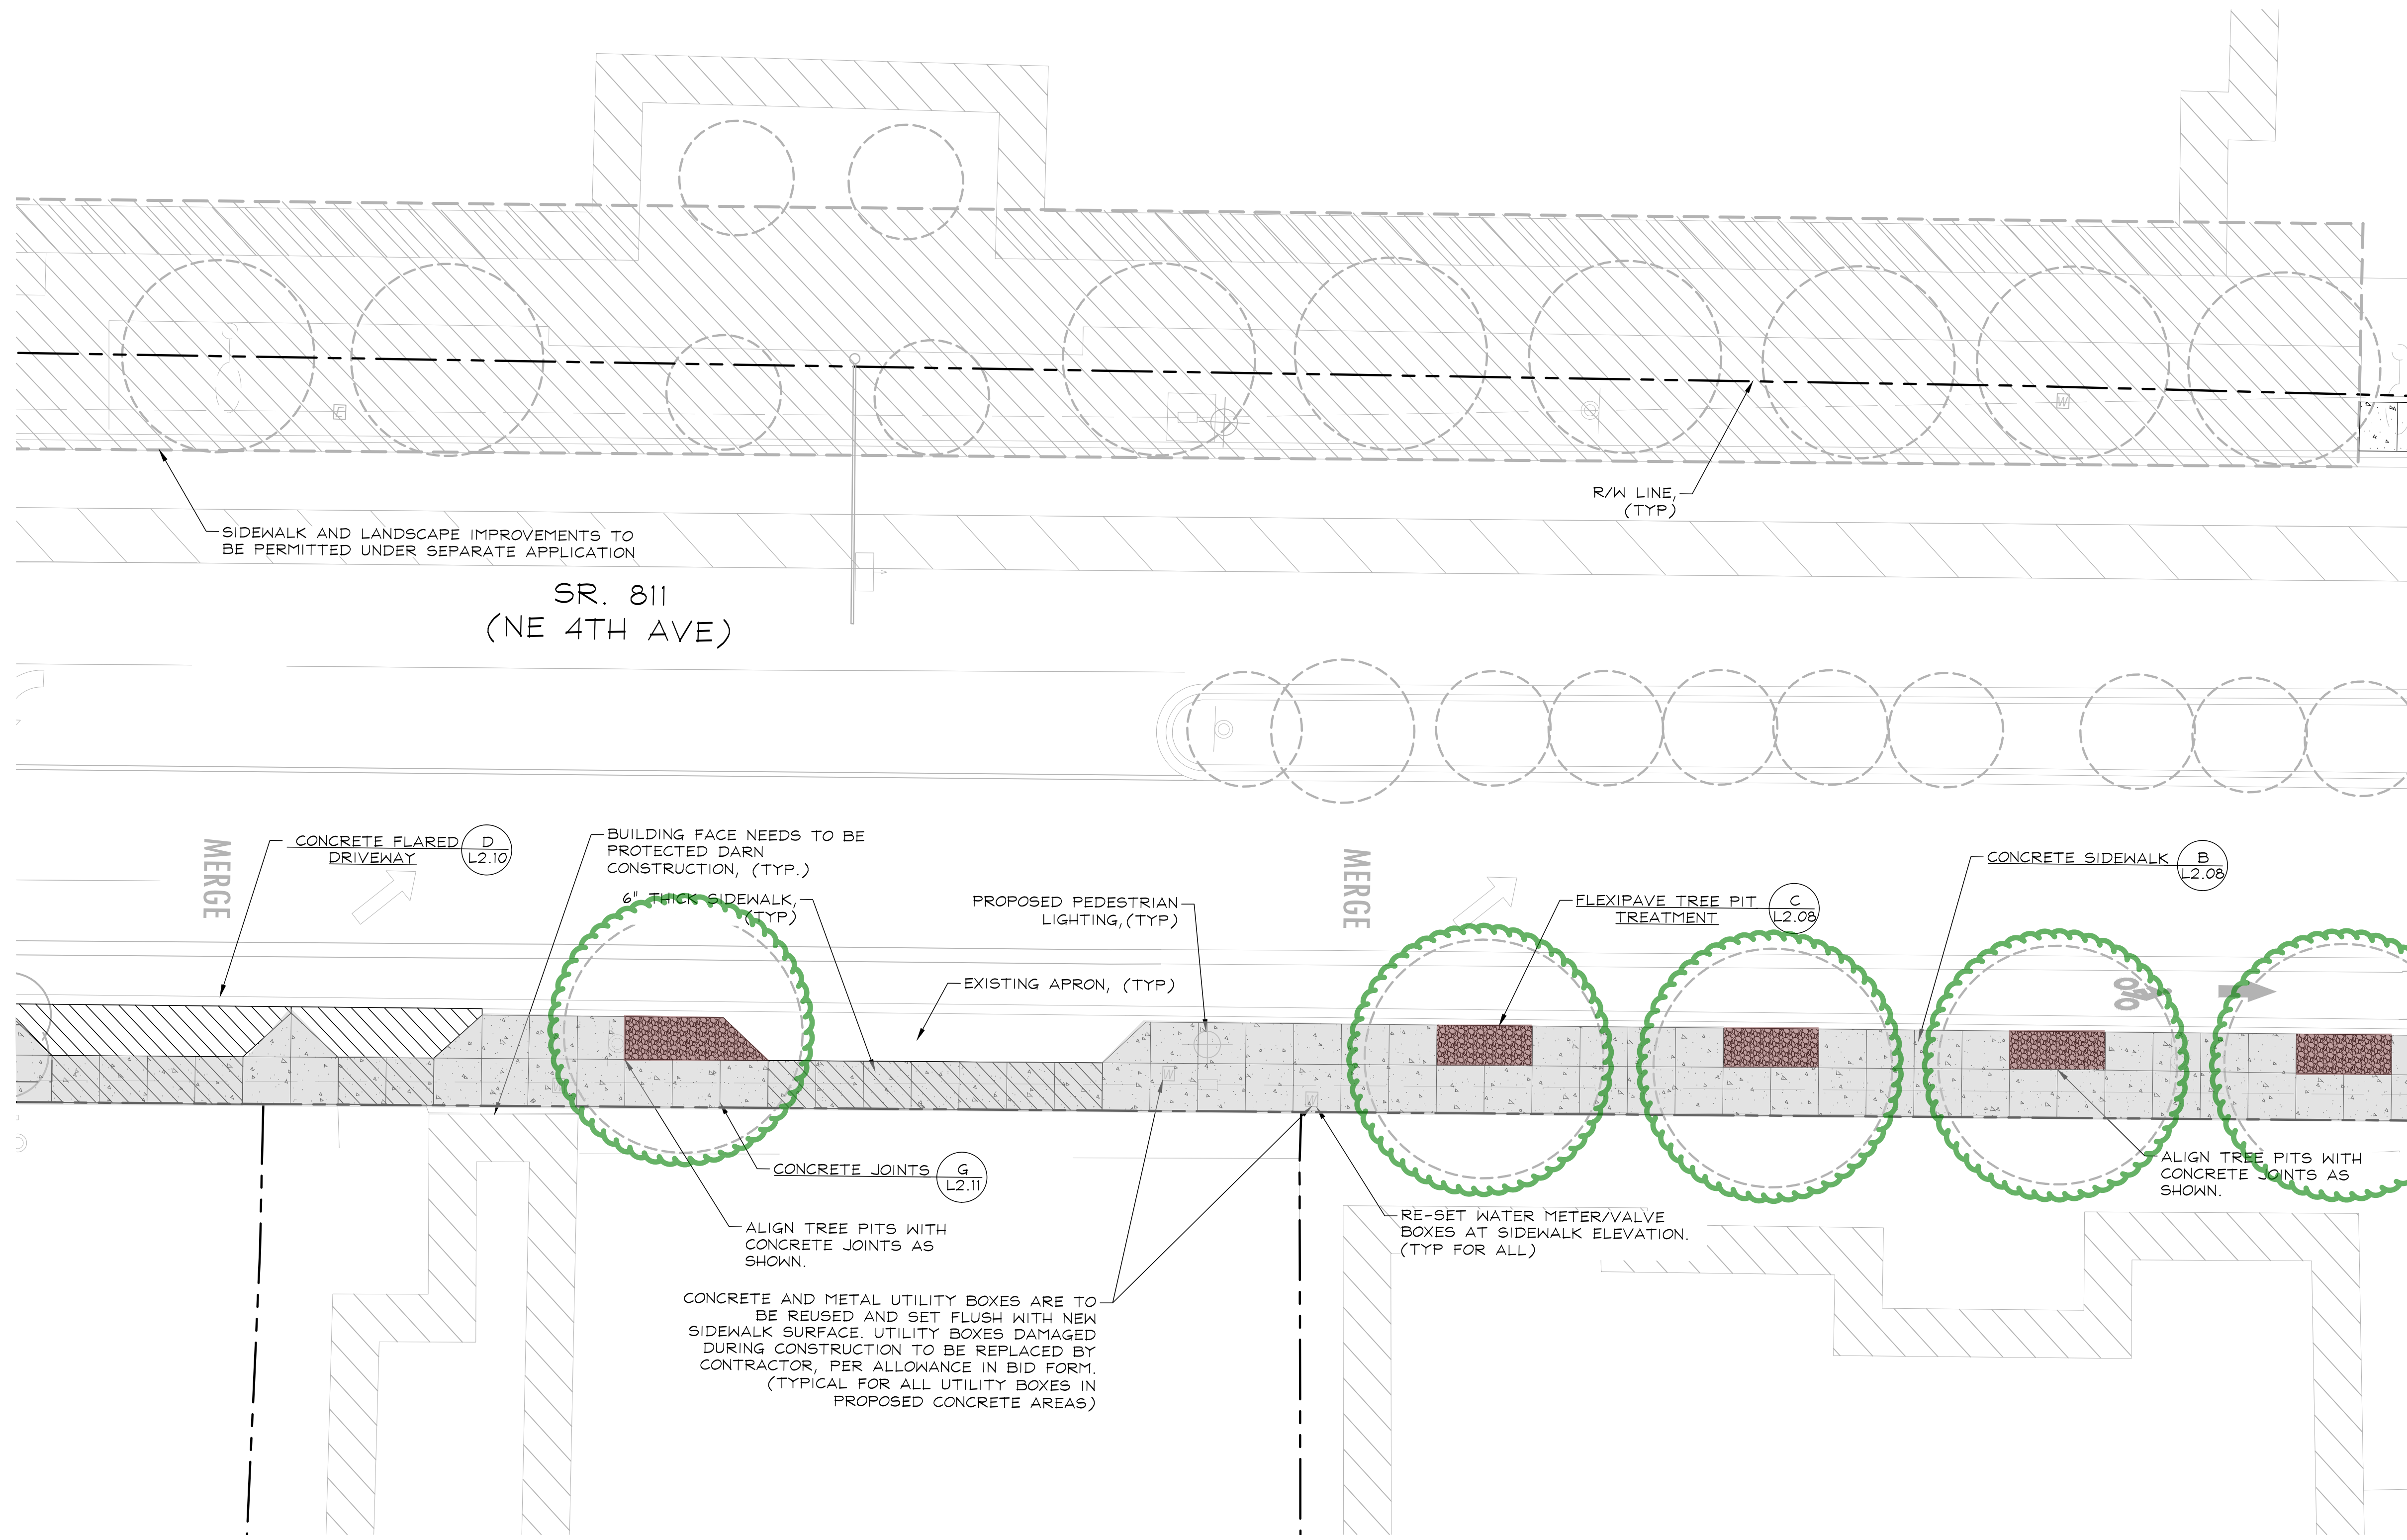 E
W
R/W LINE,
(TYP)
SIDEWALK AND LANDSCAPE IMPROVEMENTS TO
BE PERMITTED UNDER SEPARATE APPLICATION
SR. 811
(NE 4TH AVE)
MERGE
CONCRETE FLARED
DRIVEWAY
D
L2.10
BUILDING FACE NEEDS TO BE
PROTECTED DARN
CONSTRUCTION, (TYP.)
6" THICK SIDEWALK,
(TYP)
PROPOSED PEDESTRIAN
LIGHTING,(TYP)
EXISTING APRON, (TYP)
MERGE
FLEXIPAVE TREE PIT
TREATMENT
C
L2.08
CONCRETE SIDEWALK
B
L2.08
W
W
CONCRETE JOINTS
G
L2.11
ALIGN TREE PITS WITH
CONCRETE JOINTS AS
SHOWN.
ALIGN TREE PITS WITH
CONCRETE JOINTS AS
SHOWN.
RE-SET WATER METER/VALVE
BOXES AT SIDEWALK ELEVATION.
(TYP FOR ALL)
CONCRETE AND METAL UTILITY BOXES ARE TO
BE REUSED AND SET FLUSH WITH NEW
SIDEWALK SURFACE. UTILITY BOXES DAMAGED
DURING CONSTRUCTION TO BE REPLACED BY
CONTRACTOR, PER ALLOWANCE IN BID FORM.
(TYPICAL FOR ALL UTILITY BOXES IN
PROPOSED CONCRETE AREAS)